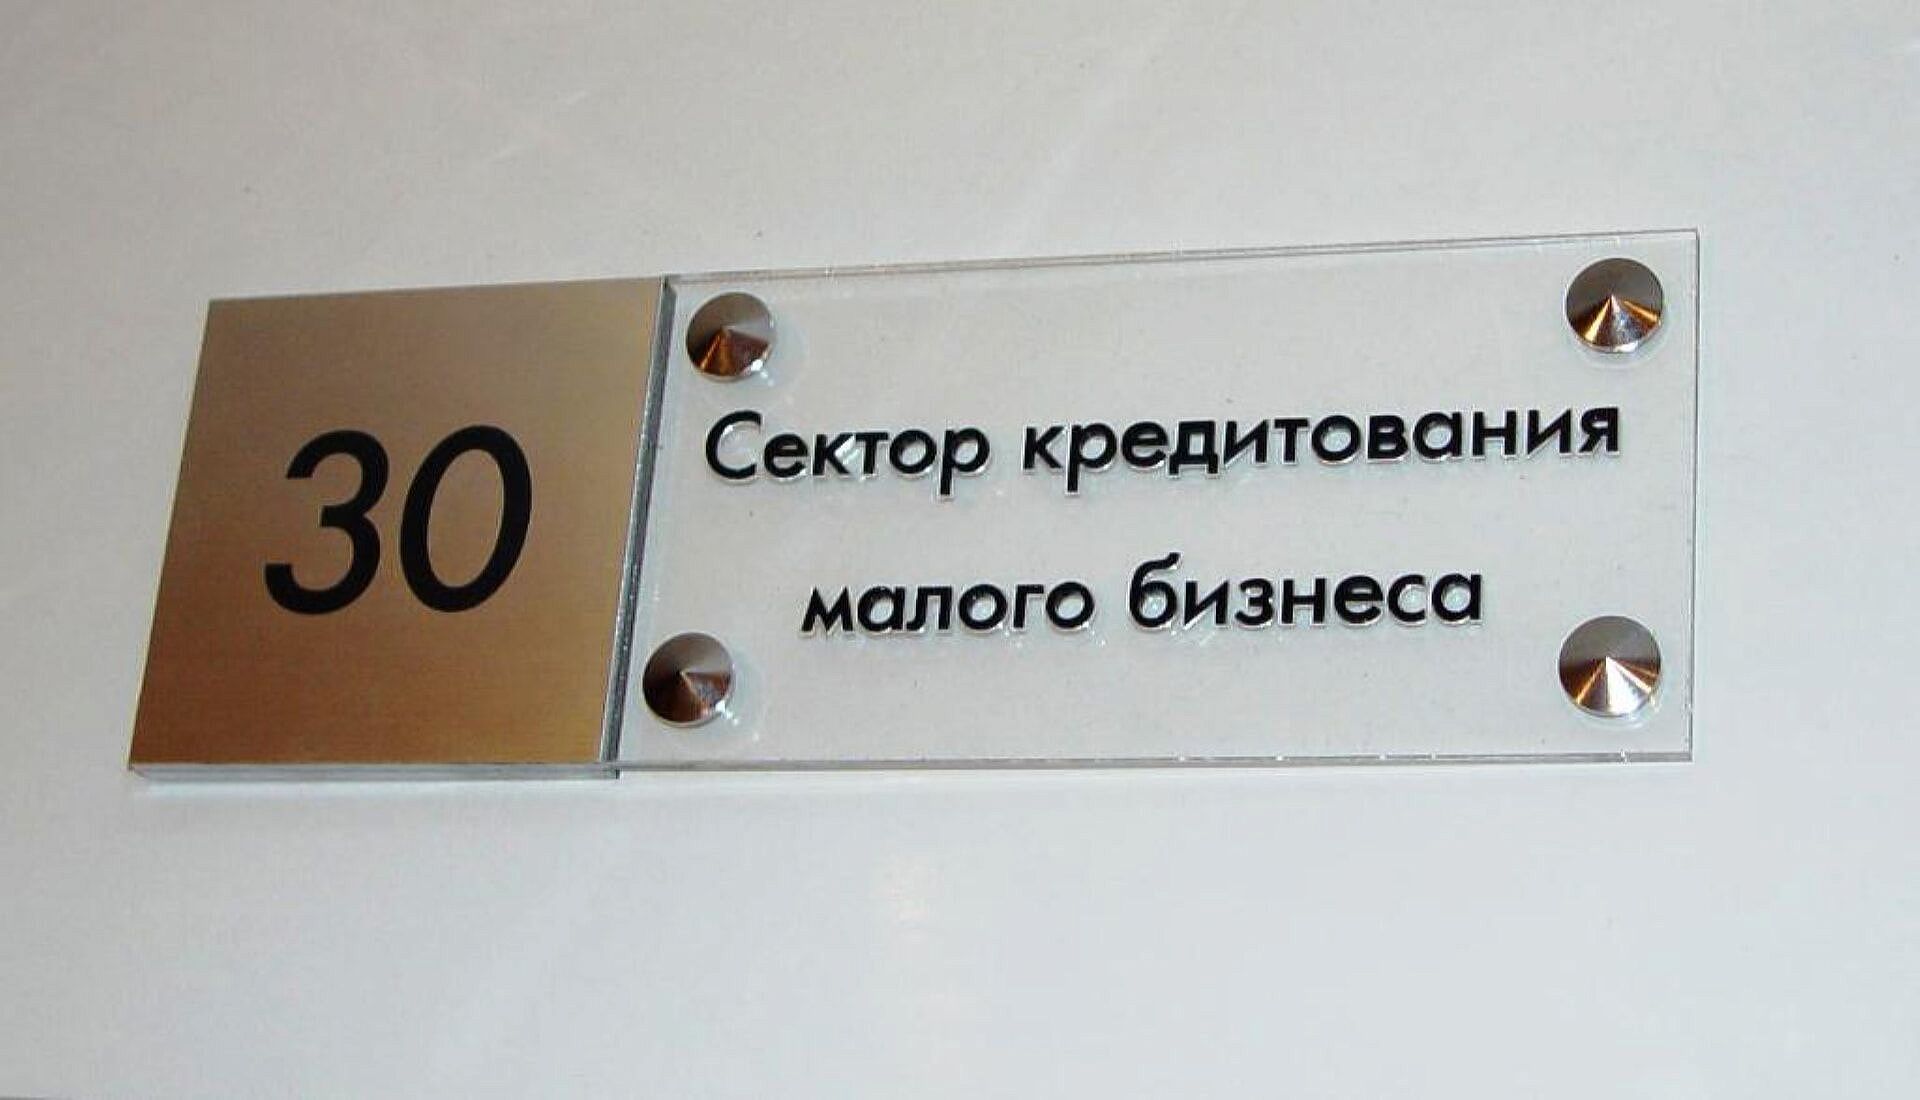 30
Сектор кредитования
малого бизнеса